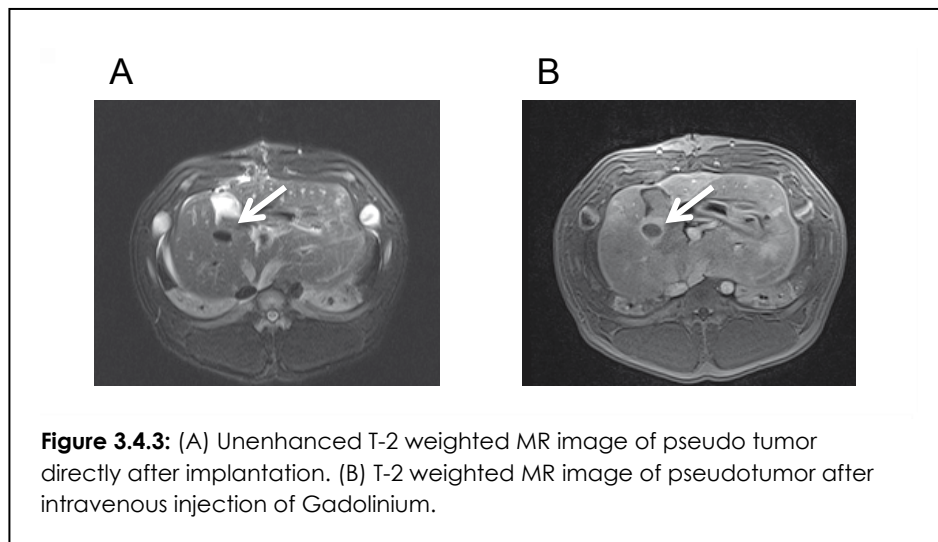 A
B
Figure 3.4.3: (A) Unenhanced T-2 weighted MR image of pseudo tumor
directly after implantation. (B) T-2 weighted MR image of pseudotumor after
intravenous injection of Gadolinium.